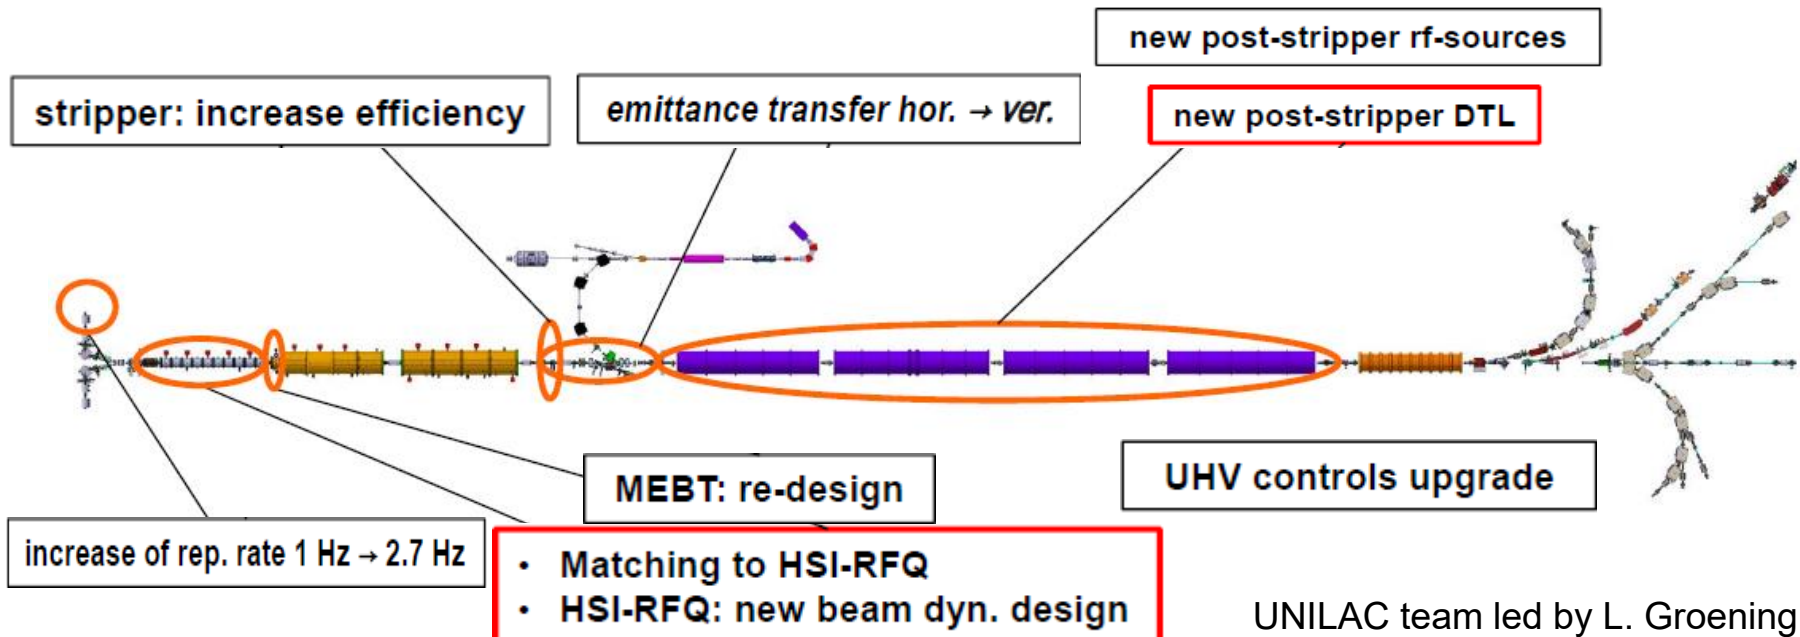 new post-stripper rf-sources
stripper: increase efficiency
emittance transfer hor. → ver.
new post-stripper DTL
MEBT: re-design
UHV controls upgrade
increase of rep. rate 1 Hz → 2.7 Hz
• Matching to HSI-RFQ
• HSI-RFQ: new beam dyn. design
UNILAC team led by L. Groening